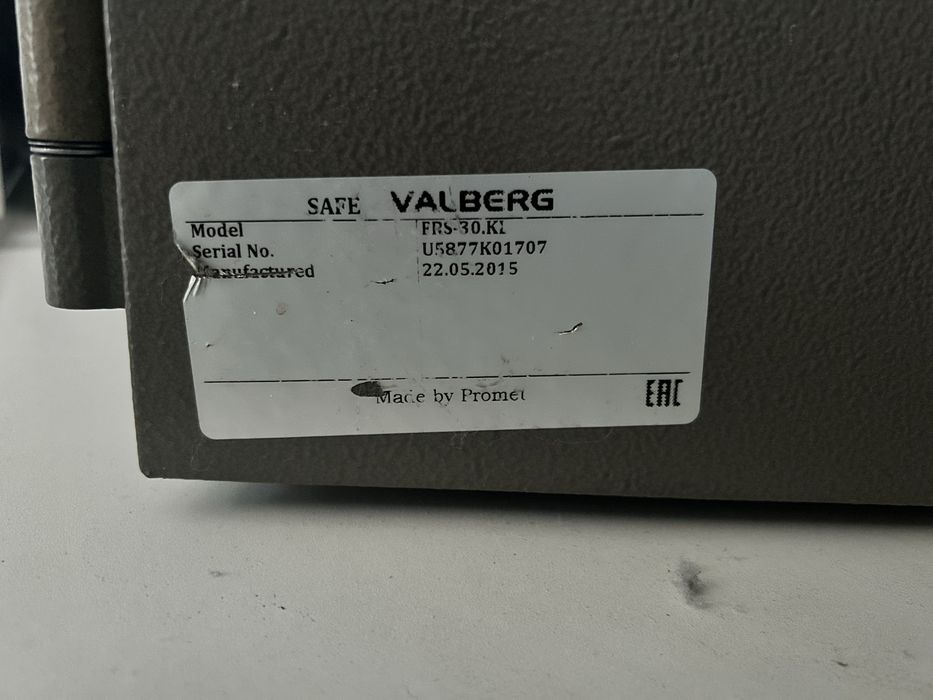 SAFE VALBERG
Model FRS-30.KL
Serial No. U5877K01707
Manufactured 22.05.2015
Made by Promet
EAC